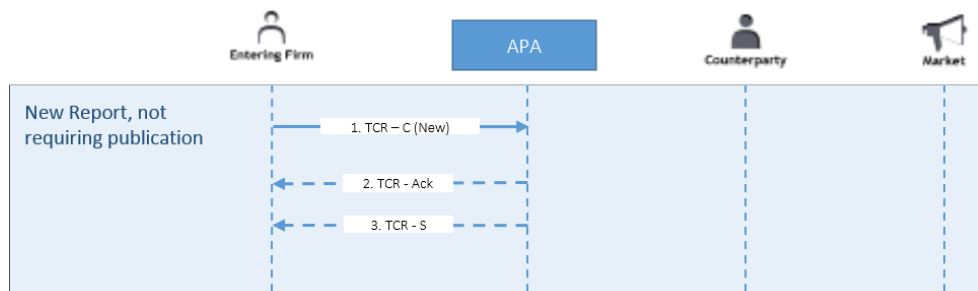 Entering Firm
APA
Counterparty
Market
New Report, not
requiring publication
1. TCR – C (New)
2. TCR - Ack
3. TCR - S